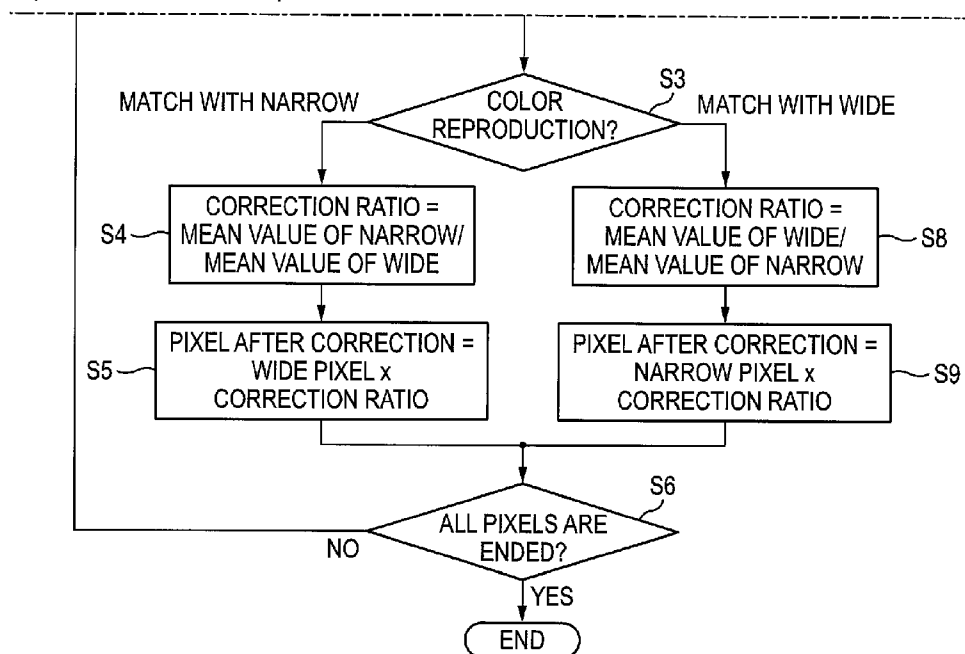 S3
COLOR
REPRODUCTION?
MATCH WITH NARROW
MATCH WITH WIDE
S4
CORRECTION RATIO =
MEAN VALUE OF NARROW/
MEAN VALUE OF WIDE
CORRECTION RATIO =
MEAN VALUE OF WIDE/
MEAN VALUE OF NARROW
S8
S5
PIXEL AFTER CORRECTION =
WIDE PIXEL x
CORRECTION RATIO
PIXEL AFTER CORRECTION =
NARROW PIXEL x
CORRECTION RATIO
S9
S6
ALL PIXELS ARE
ENDED?
NO
YES
END